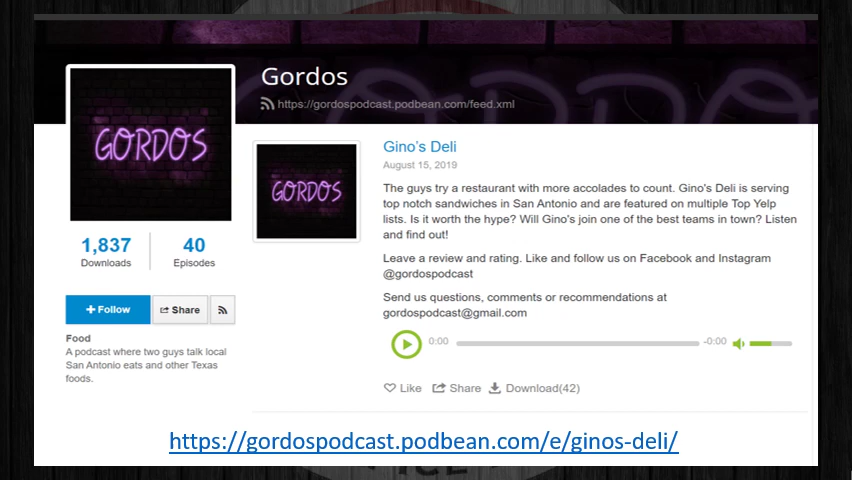 Gordos
https://gordospodcast.podbean.com/feed.xml
GORDOS
1,837
Downloads
40
Episodes
Follow
Share
Food
A podcast where two guys talk local
San Antonio eats and other Texas
foods.
GORDOS
Gino's Deli
August 15, 2019
The guys try a restaurant with more accolades to count. Gino's Deli is serving
top notch sandwiches in San Antonio and are featured on multiple Top Yelp
lists. Is it worth the hype? Will Gino's join one of the best teams in town? Listen
and find out!
Leave a review and rating. Like and follow us on Facebook and Instagram
@gordospodcast
Send us questions, comments or recommendations at
gordospodcast@gmail.com
0:00
-0:00
Like
Share
Download(42)
https://gordospodcast.podbean.com/e/ginos-deli/